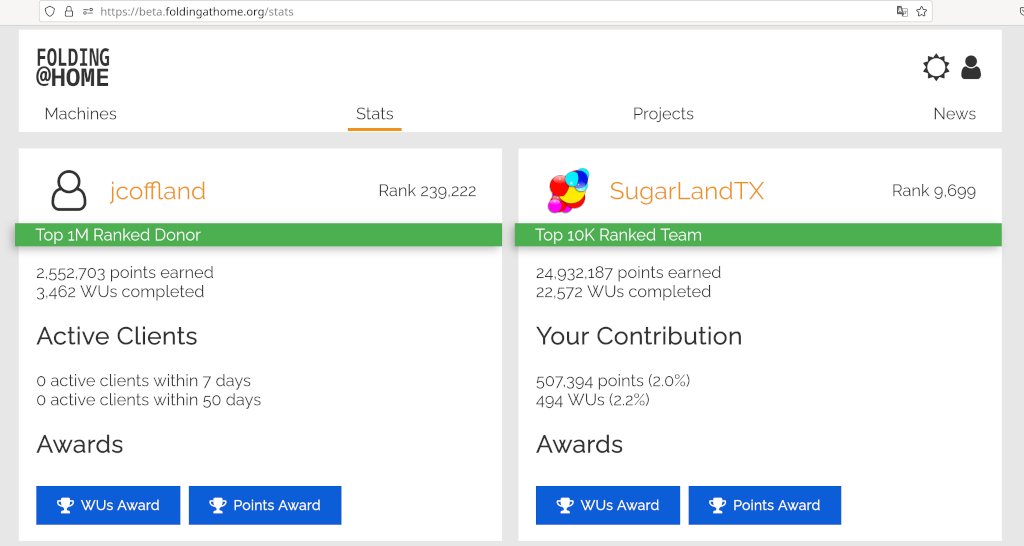 https://beta.foldingathome.org/stats
FOLDING
@HOME
Machines
Stats
Projects
News
jcoffland
Rank 239,222
Top 1M Ranked Donor
2,552,703 points earned
3,462 WUs completed
Active Clients
0 active clients within 7 days
0 active clients within 50 days
Awards
WUs Award
Points Award
SugarLandTX
Rank 9,699
Top 10K Ranked Team
24,932,187 points earned
22,572 WUs completed
Your Contribution
507,394 points (2.0%)
494 WUs (2.2%)
Awards
WUs Award
Points Award